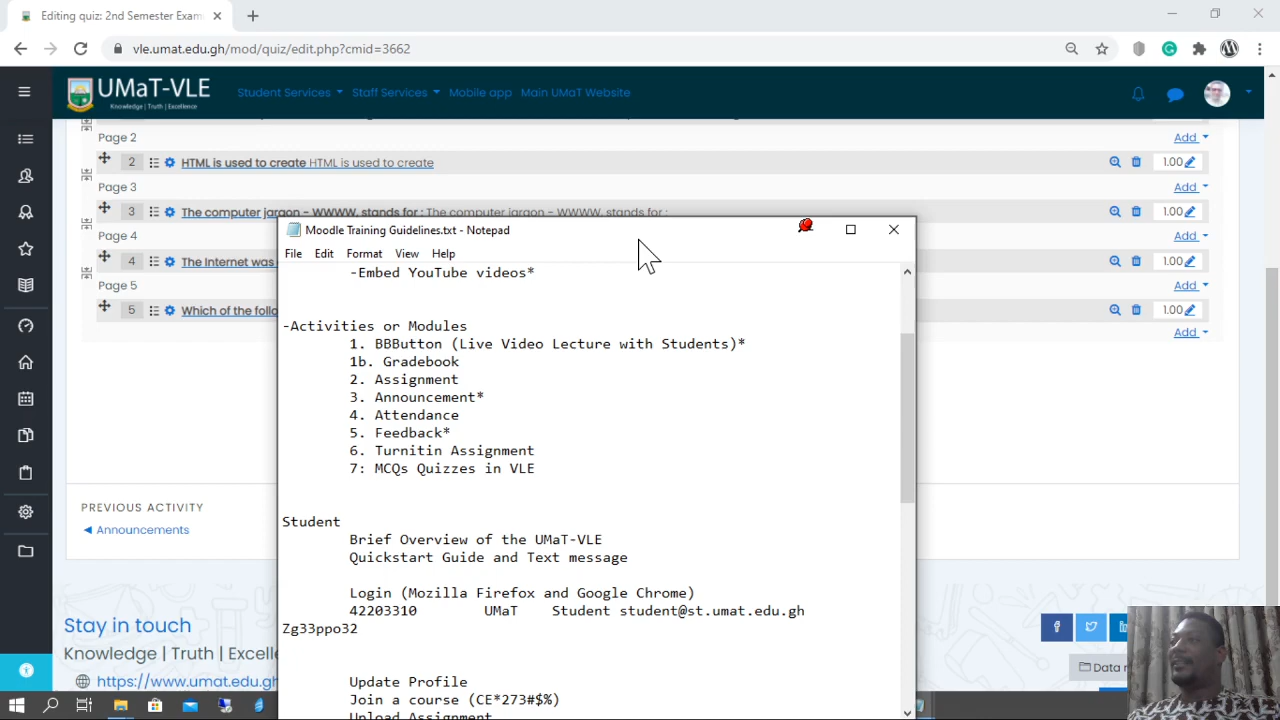 Editing quiz: 2nd Semester Exam
vle.umat.edu.gh/mod/quiz/edit.php?cmid=3662
UMaT-VLE
Knowledge | Truth | Excellence
Student Services
Staff Services
Mobile app
Main UMaT Website
Page 2
Add
2
HTML is used to create HTML is used to create
1.00
Page 3
Add
3
The computer jargon - WWWW, stands for : The computer jargon - WWWW, stands for :
1.00
Page 4
Add
4
The Internet was
1.00
Page 5
Add
5
Which of the follo
1.00
Add
Moodle Training Guidelines.txt - Notepad
File Edit Format View Help
-Embed YouTube videos*
-Activities or Modules
1. BBButton (Live Video Lecture with Students)*
1b. Gradebook
2. Assignment
3. Announcement*
4. Attendance
5. Feedback*
6. Turnitin Assignment
7: MCQs Quizzes in VLE
Student
Brief Overview of the UMaT-VLE
Quickstart Guide and Text message
Login (Mozilla Firefox and Google Chrome)
42203310 UMaT Student student@st.umat.edu.gh
Zg33ppo32
Update Profile
Join a course (CE*273#$%)
Upload Assignment
PREVIOUS ACTIVITY
◄ Announcements
Stay in touch
Knowledge | Truth | Excelle
https://www.umat.edu.gh
Data r